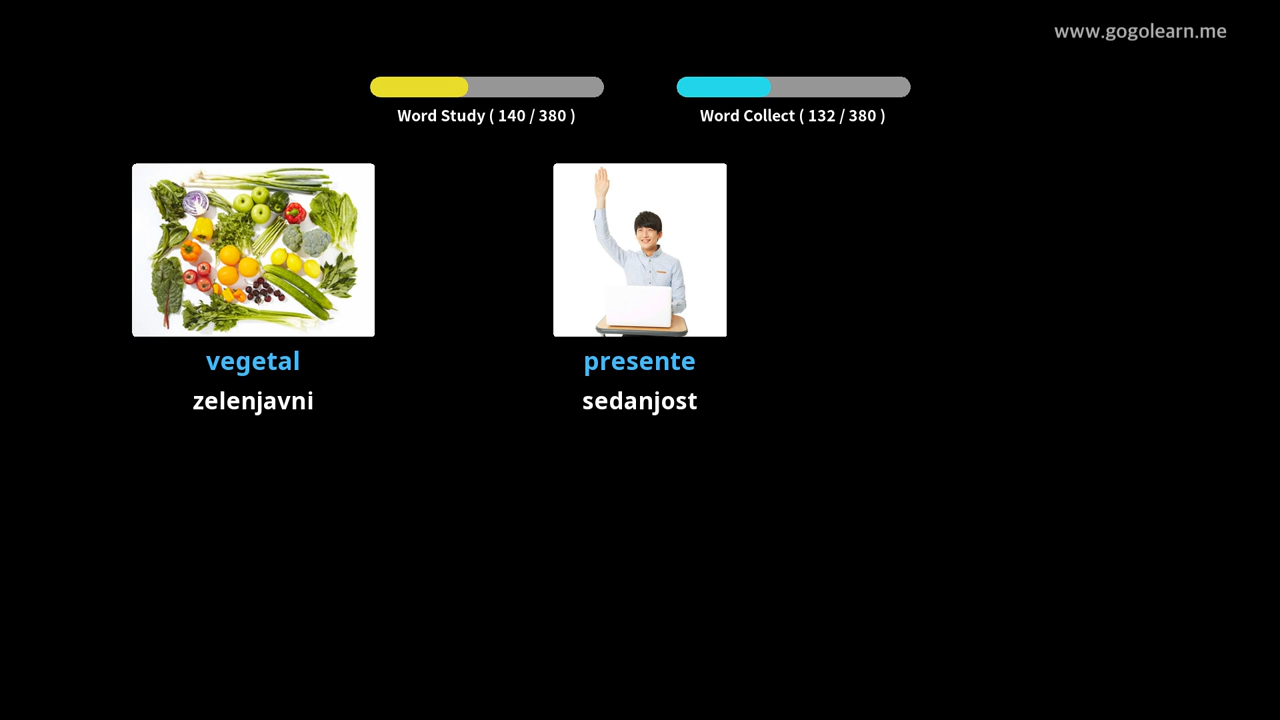 www.gogolearn.me
Word Study ( 140 / 380 )
Word Collect ( 132 / 380 )
vegetal
presente
zelenjavni
sedanjost